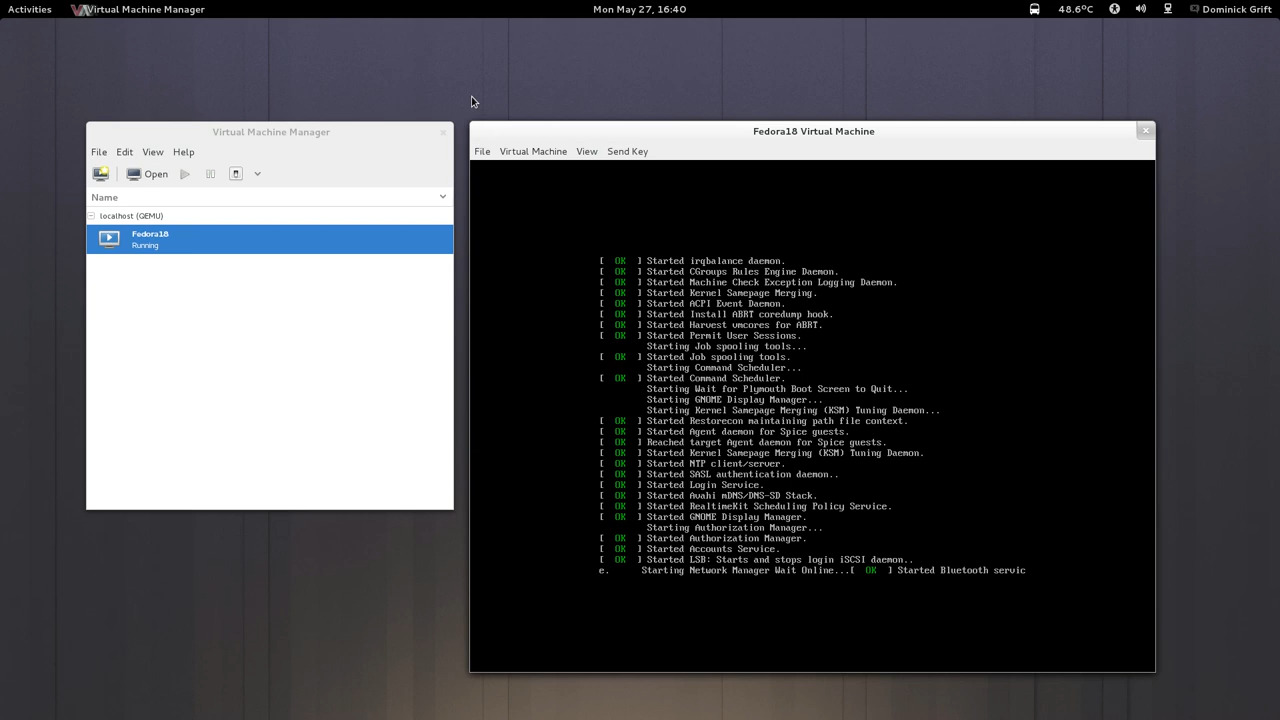 Activities Virtual Machine Manager Mon May 27, 16:40 48.6°C Dominick Grift
Virtual Machine Manager
File Edit View Help
Open
Name
localhost (QEMU)
Fedora18
Running
Fedora18 Virtual Machine
File Virtual Machine View Send Key
[ OK ] Started irqbalance daemon.
[ OK ] Started CGroups Rules Engine Daemon.
[ OK ] Started Machine Check Exception Logging Daemon.
[ OK ] Started Kernel Samepage Merging.
[ OK ] Started ACPI Event Daemon.
[ OK ] Started Install ABRT coredump hook.
[ OK ] Started Harvest vmcores for ABRT.
[ OK ] Started Permit User Sessions.
Starting Job spooling tools...
[ OK ] Started Job spooling tools.
Starting Command Scheduler...
[ OK ] Started Command Scheduler.
Starting Wait for Plymouth Boot Screen to Quit...
Starting GNOME Display Manager...
Starting Kernel Samepage Merging (KSM) Tuning Daemon...
[ OK ] Started Restorecon maintaining path file context.
[ OK ] Started Agent daemon for Spice guests.
[ OK ] Reached target Agent daemon for Spice guests.
[ OK ] Started Kernel Samepage Merging (KSM) Tuning Daemon.
[ OK ] Started NTP client/server.
[ OK ] Started SASL authentication daemon..
[ OK ] Started Login Service.
[ OK ] Started Avahi mDNS/DNS-SD Stack.
[ OK ] Started RealtimeKit Scheduling Policy Service.
[ OK ] Started GNOME Display Manager.
Starting Authorization Manager...
[ OK ] Started Authorization Manager.
[ OK ] Started Accounts Service.
[ OK ] Started LSB: Starts and stops login iSCSI daemon..
e. Starting Network Manager Wait Online...[ OK ] Started Bluetooth servic